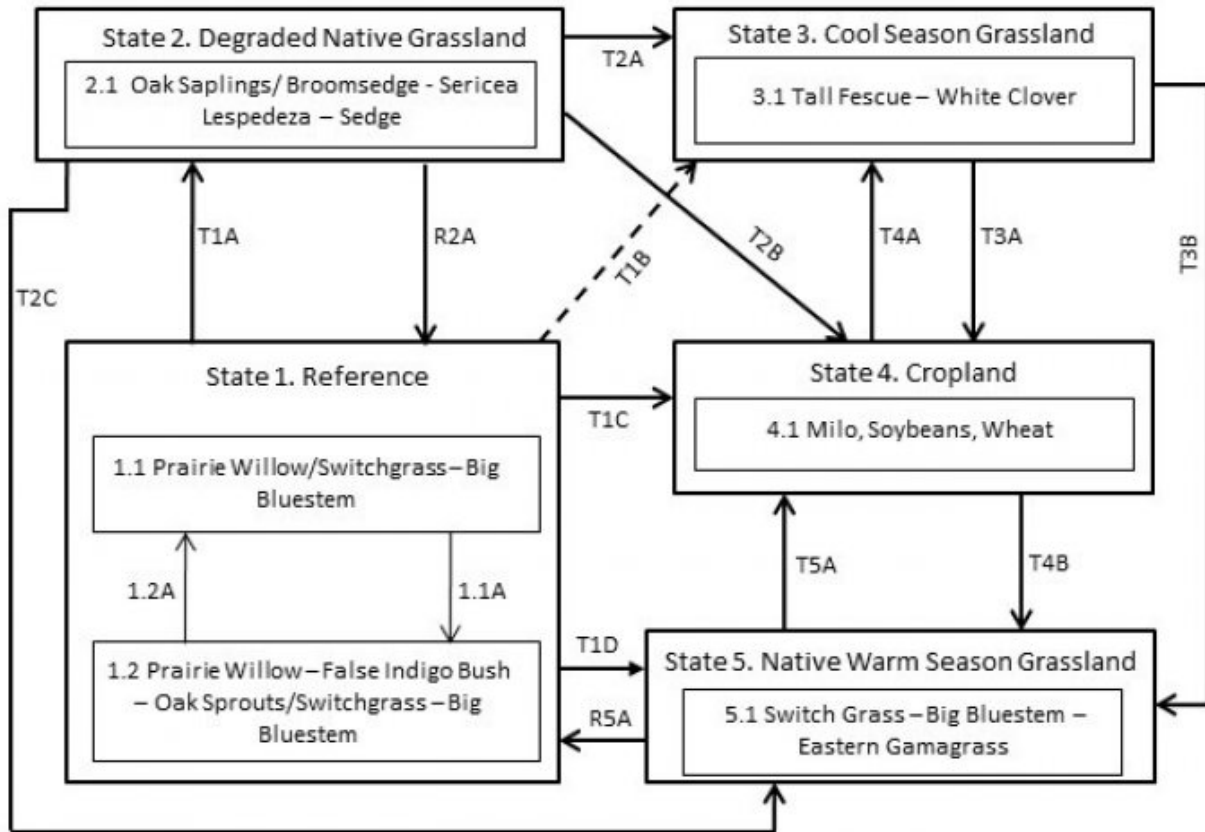 State 2. Degraded Native Grassland
2.1 Oak Saplings/ Broomsedge - Sericea
Lespedeza – Sedge
T2A
State 3. Cool Season Grassland
3.1 Tall Fescue – White Clover
T1A
R2A
T1B
T2B
T4A
T3A
T3B
T2C
State 1. Reference
1.1 Prairie Willow/Switchgrass – Big
Bluestem
1.2A
1.1A
1.2 Prairie Willow – False Indigo Bush
– Oak Sprouts/Switchgrass – Big
Bluestem
T1C
State 4. Cropland
4.1 Milo, Soybeans, Wheat
T5A
T4B
T1D
R5A
State 5. Native Warm Season Grassland
5.1 Switch Grass – Big Bluestem –
Eastern Gamagrass